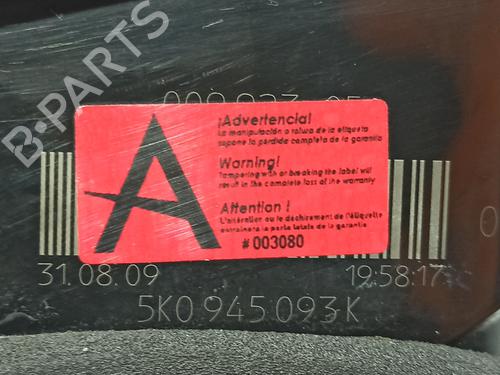 B-PARTS
¡Advertencia!
La manipulación o rotura de la etiqueta
supone la pérdida completa de la garantía
Warning!
Tampering with or breaking the label will
result in the complete loss of the warranty
Attention !
L'altérer ou le déchirement de l'étiquette
entraînera la perte totale de la garantie
# 003080
31.08.09 19:58:17
5K0 945 093 K